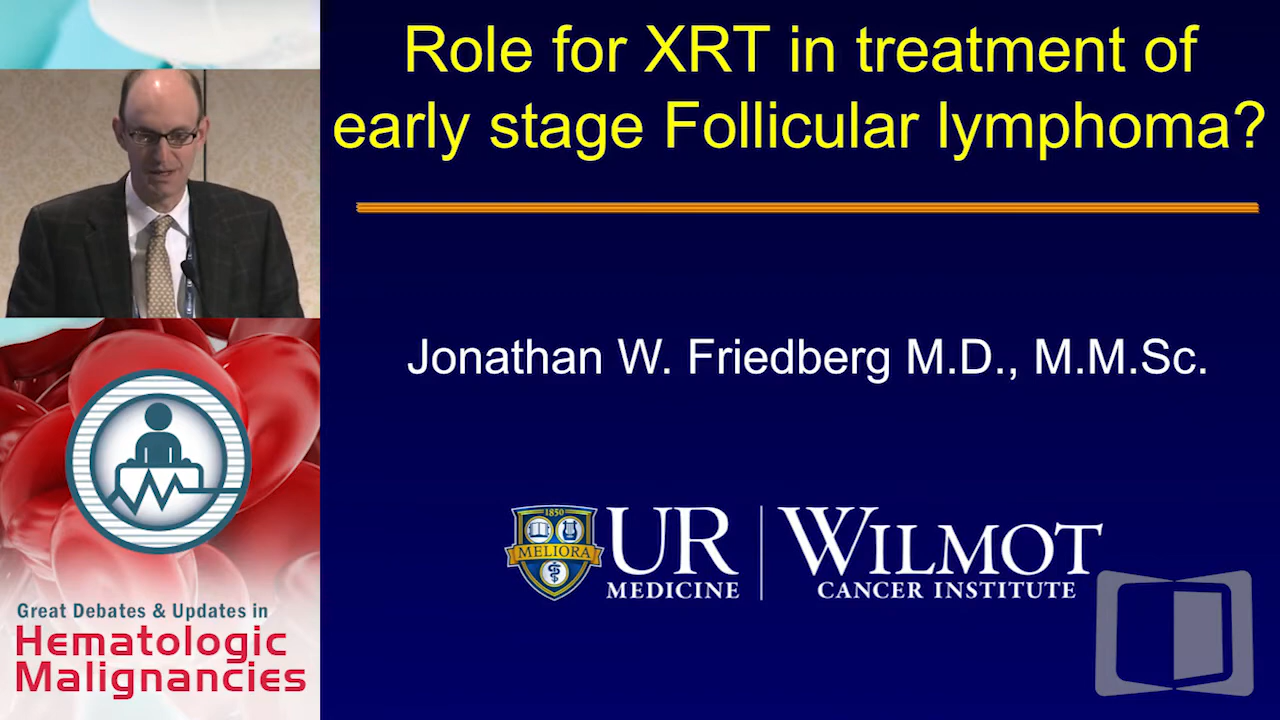 Role for XRT in treatment of
early stage Follicular lymphoma?
Jonathan W. Friedberg M.D., M.M.Sc.
1850
MELIORA
UR
MEDICINE
WILMOT
CANCER INSTITUTE
Great Debates & Updates in
Hematologic
Malignancies